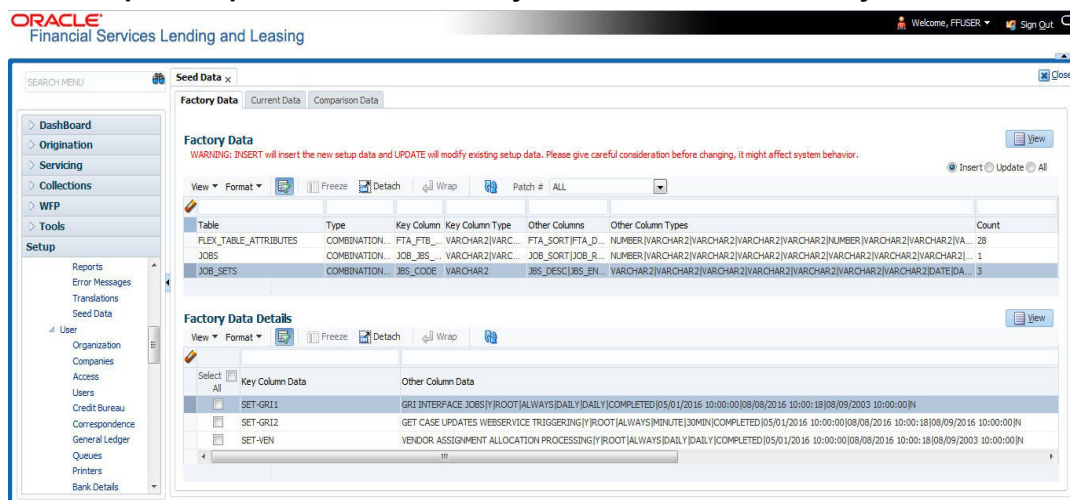 ORACLE
Financial Services Lending and Leasing
Welcome, FFUSER
Sign Out
SEARCH MENU
Seed Data x
Close
Factory Data Current Data Comparison Data
DashBoard
Origination
Servicing
Collections
WFP
Tools
Setup
Reports
Error Messages
Translations
Seed Data
User
Organization
Companies
Access
Users
Credit Bureau
Correspondence
General Ledger
Queues
Printers
Bank Details
Factory Data
View
WARNING: INSERT will insert the new setup data and UPDATE will modify existing setup data. Please give careful consideration before changing, it might affect system behavior.
Insert Update All
View Format Freeze Detach Wrap Patch # ALL
Table Type Key Column Key Column Type Other Columns Other Column Types Count
FLEX_TABLE_ATTRIBUTES COMBINATION... FTA_FTB_... VARCHAR2|VARC... FTA_SORT|FTA_D... NUMBER|VARCHAR2|VARCHAR2|VARCHAR2|VARCHAR2|NUMBER|VARCHAR2|VARCHAR2|VA... 28
JOBS COMBINATION... JOB_JBS_... VARCHAR2|VARC... JOB_SORT|JOB_R... NUMBER|VARCHAR2|VARCHAR2|VARCHAR2|VARCHAR2|VARCHAR2|VARCHAR2|VARCHAR2|... 1
JOB_SETS COMBINATION... JBS_CODE VARCHAR2 JBS_DESC|JBS_EN... VARCHAR2|VARCHAR2|VARCHAR2|VARCHAR2|VARCHAR2|VARCHAR2|VARCHAR2|DATE|DA... 3
Factory Data Details
View
View Format Freeze Detach Wrap
Select All Key Column Data Other Column Data
SET-GRI1 GRI INTERFACE JOBS|Y|ROOT|ALWAYS|DAILY|DAILY|COMPLETED|05/01/2016 10:00:00|08/08/2016 10:00:18|08/09/2003 10:00:00|N
SET-GRI2 GET CASE UPDATES WEBSERVICE TRIGGERING|Y|ROOT|ALWAYS|MINUTE|30MIN|COMPLETED|05/01/2016 10:00:00|08/08/2016 10:00:18|08/09/2003 10:00:00|N
SET-VEN VENDOR ASSIGNMENT ALLOCATION PROCESSING|Y|ROOT|ALWAYS|DAILY|DAILY|COMPLETED|05/01/2016 10:00:00|08/08/2016 10:00:18|08/09/2003 10:00:00|N